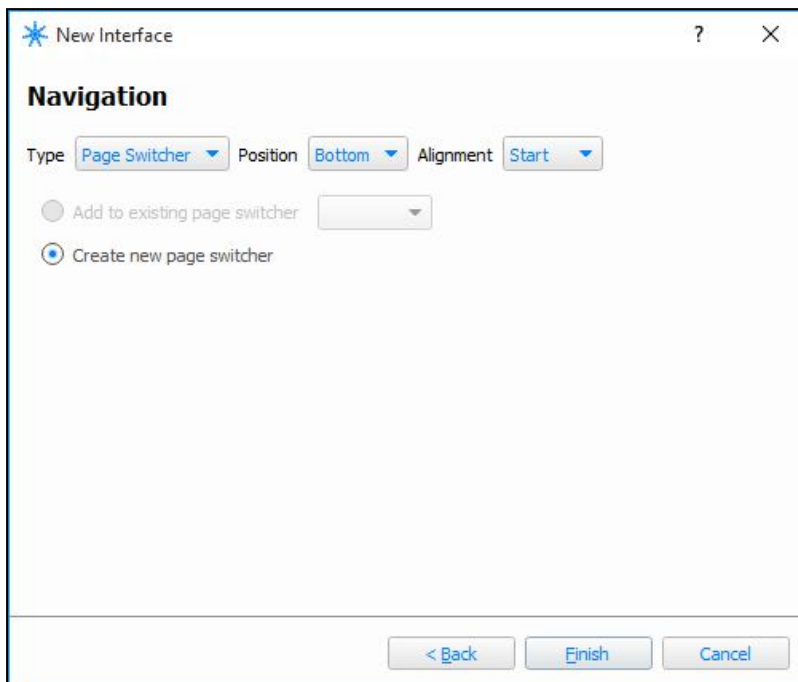 New Interface ?
Navigation
Type Page Switcher Position Bottom Alignment Start
Add to existing page switcher
Create new page switcher
< Back Finish Cancel